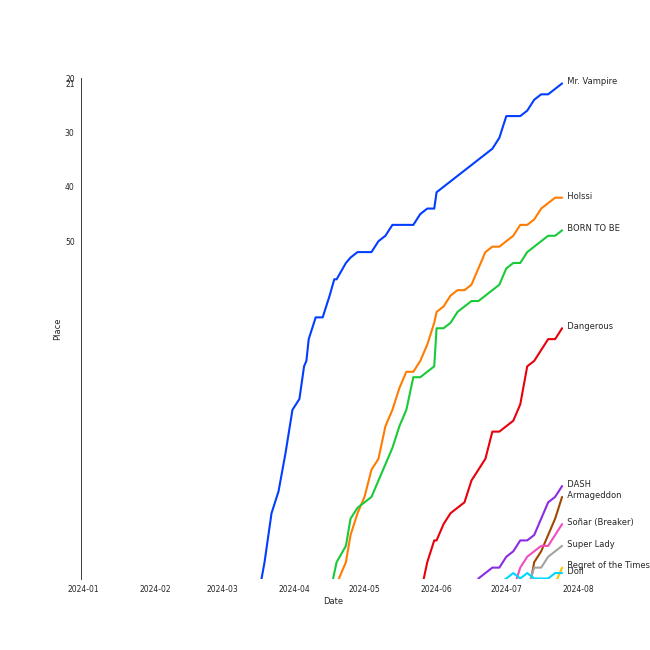 20
21
Mr. Vampire
30
40
Holssi
BORN TO BE
50
Place
Dangerous
DASH
Armageddon
Soñar (Breaker)
Super Lady
Regret of the Times
Doll
2024-01 2024-02 2024-03 2024-04 2024-05 2024-06 2024-07 2024-08
Date